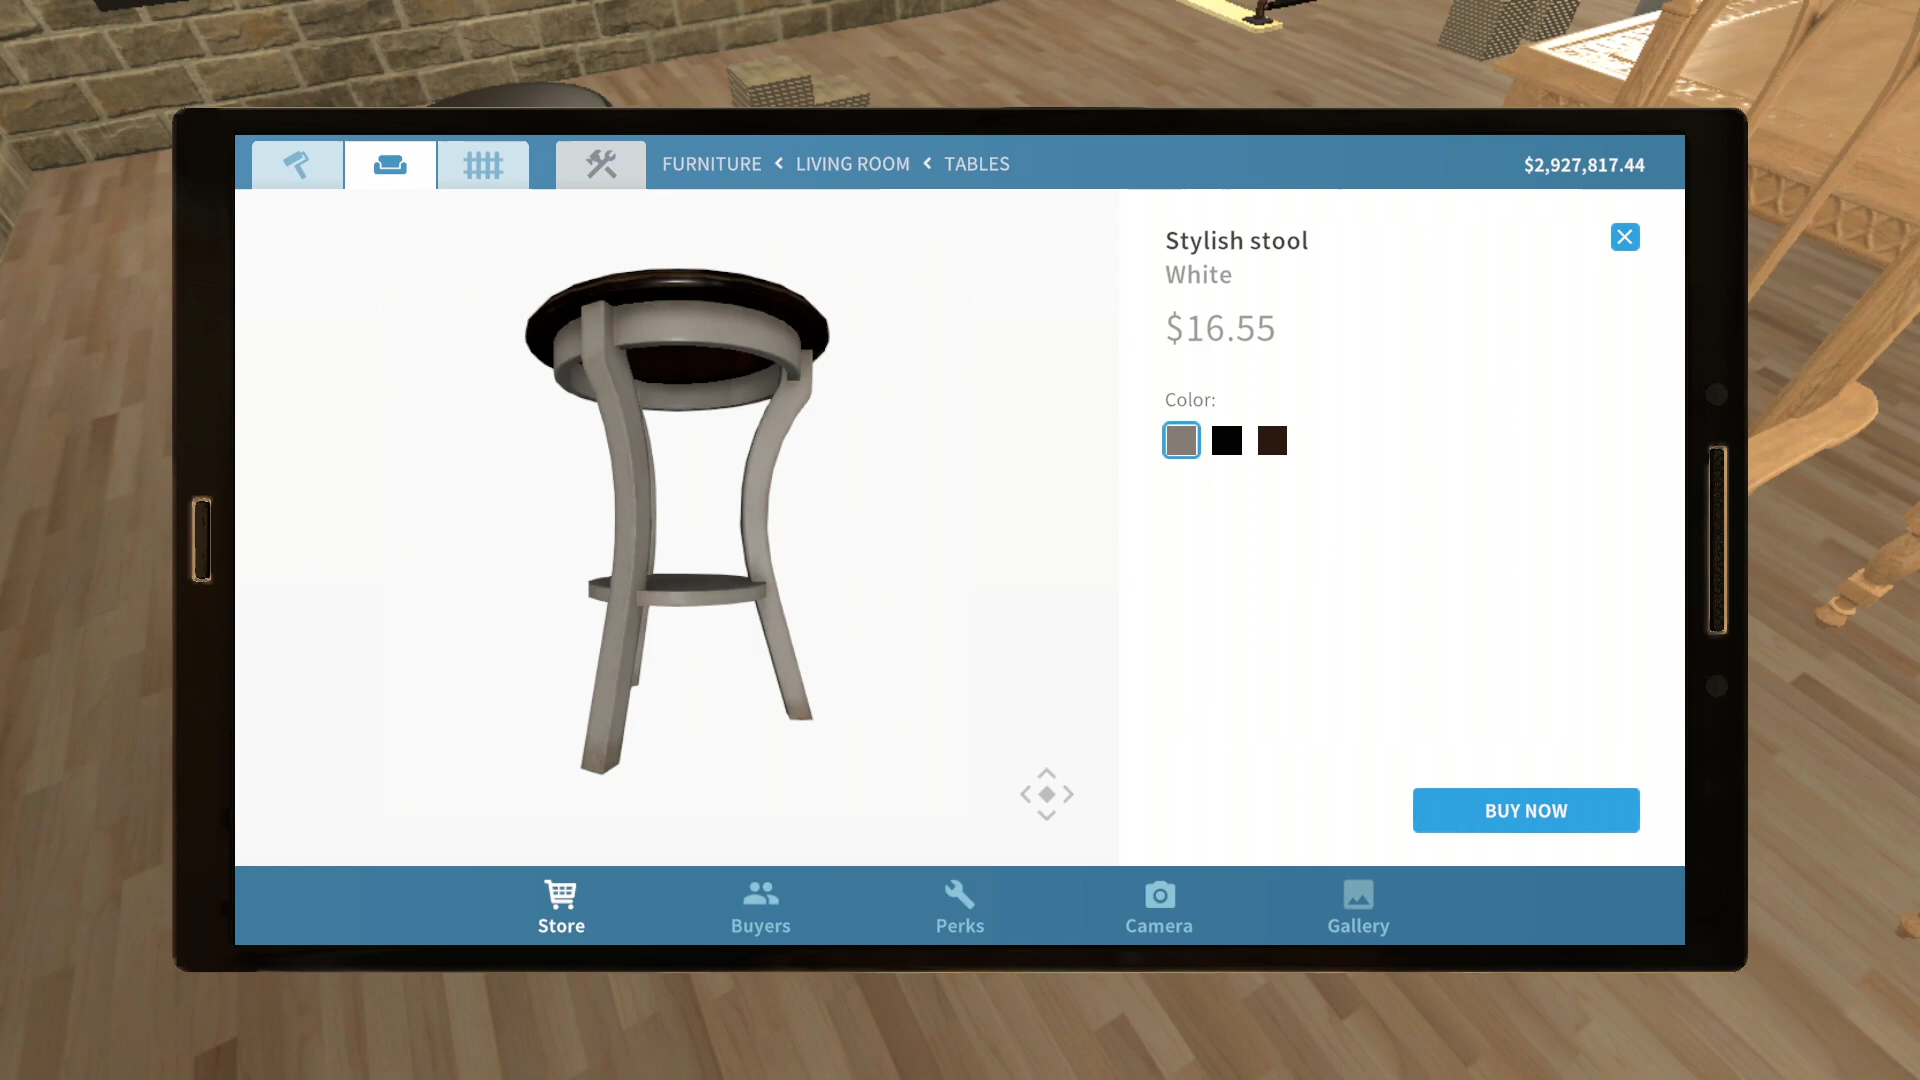 FURNITURE < LIVING ROOM < TABLES
$2,927,817.44
Stylish stool
White
$16.55
Color:
BUY NOW
Store
Buyers
Perks
Camera
Gallery